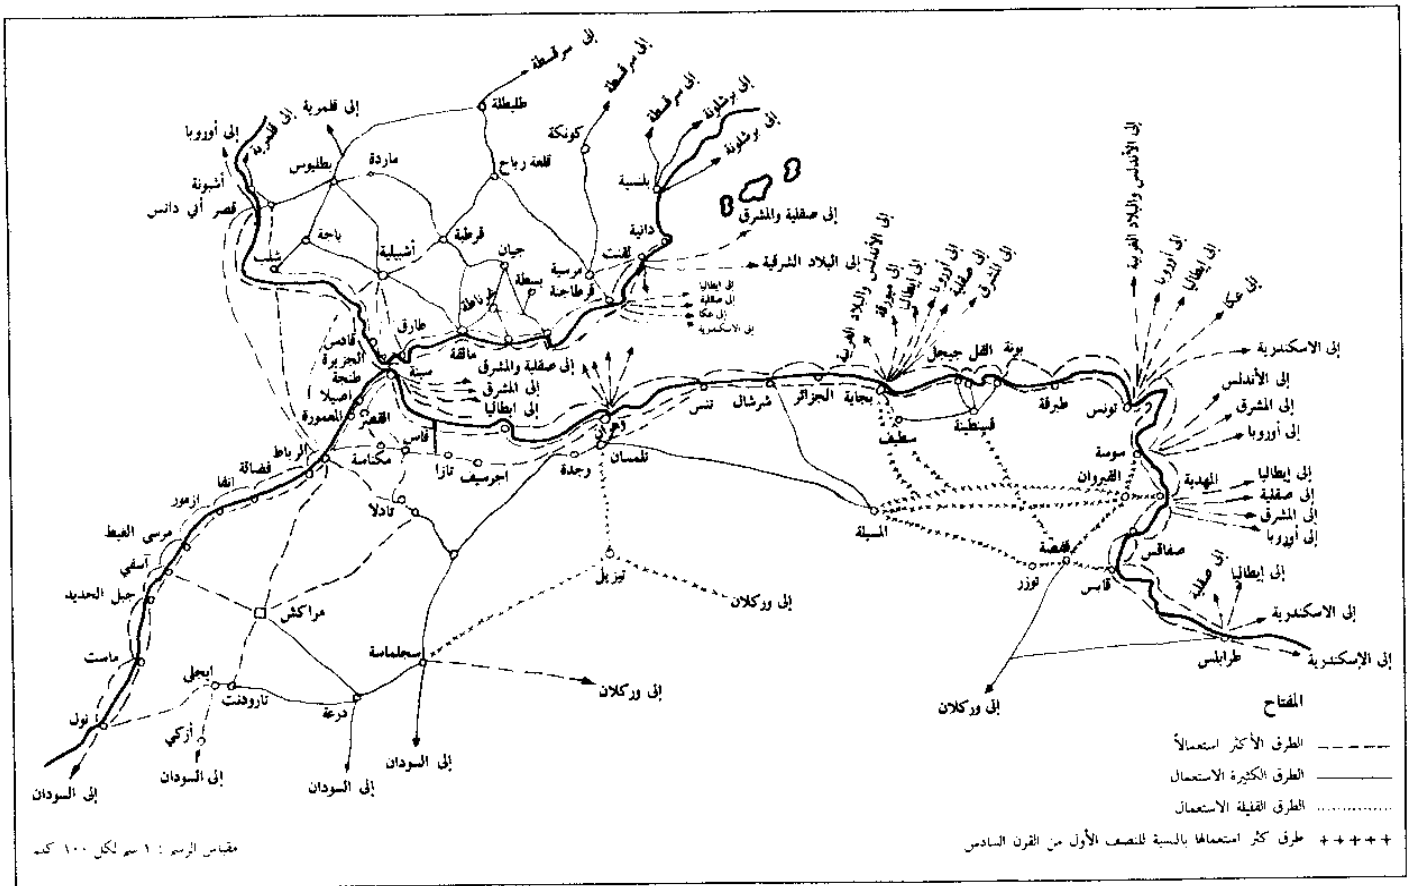 إلى سرقسطة
إلى سرقسطة
إلى سرقسطة
إلى برشلونة
إلى برشلونة
إلى قلمرية
إلى قلمرية
إلى أوروبا
طليطلة
كونكة
قلعة رباح
ماردة
بطليوس
أشبونة
قصر أبي دانس
بلنسية
دانية
لقنت
إلى صقلية والمشرق
إلى البلاد الشرقية
باجة
شلب
أشبيلية
قرطبة
جيان
بسطة
غرناطة
مرسية
قرطاجنة
إلى ايطاليا
إلى صقلية
إلى عكا
إلى الاسكندرية
طارق
مالقة
قادس
الجزيرة
طنجة
سبتة
اصيلا
المعمورة
القصر
إلى صقلية والمشرق
إلى المشرق
إلى ايطاليا
إلى الأندلس والبلاد الغربية
إلى ميورقة
إلى إيطاليا
إلى أوروبا
إلى صقلية
إلى المشرق
إلى الأندلس والبلاد الغربية
إلى أوروبا
إلى إيطاليا
إلى عكا
إلى الاسكندرية
إلى الأندلس
إلى المشرق
إلى أوروبا
وهران
تنس
شرشال
الجزائر
بجاية
جيجل
القل
بونة
طبرقة
تونس
قسنطينة
سطيف
سوسة
القيروان
المهدية
إلى إيطاليا
إلى صقلية
إلى المشرق
إلى أوروبا
الرباط
مكناسة
فاس
تازا
اجرسيف
وجدة
تلمسان
فضالة
انفا
ازمور
تادلا
مرسى الغيط
آسفي
جبل الحديد
مراكش
المسيلة
قفصة
توزر
قابس
صفاقس
تيزيل
إلى وركلان
إلى صقلية
إلى إيطاليا
إلى الاسكندرية
إلى الإسكندرية
طرابلس
ماست
ايجلي
تارودنت
درعة
سجلماسة
إلى وركلان
إلى وركلان
نول
أزكي
إلى السودان
إلى السودان
إلى السودان
إلى السودان
المفتاح
الطرق الأكثر استعمالاً
الطرق الكثيرة الاستعمال
الطرق القليلة الاستعمال
طرق كثر استعمالها بالنسبة للنصف الأول من القرن السادس
مقياس الرسم : ١ سم لكل ١٠٠ كم